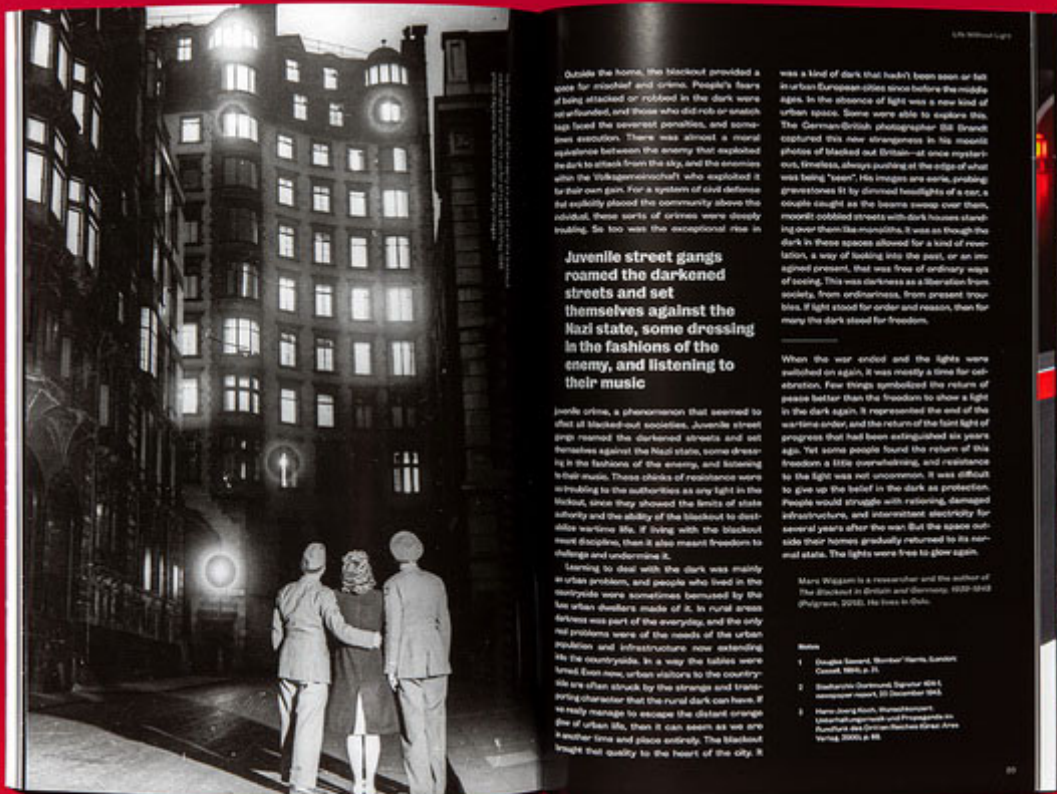 Life Without Light
Outside the home, the blackout provided a
space for mischief and crime. People's fears
of being attacked or robbed in the dark were
not unfounded, and those who did rob or snatch
bags faced the severest penalties, and some-
times execution. There was almost a moral
equivalence between the enemy that exploited
the dark to attack from the sky, and the enemies
within the Volksgemeinschaft who exploited it
for their own gain. For a system of civil defense
that explicitly placed the community above the
individual, these sorts of crimes were deeply
troubling. So too was the exceptional rise in
Juvenile street gangs
roamed the darkened
streets and set
themselves against the
Nazi state, some dressing
in the fashions of the
enemy, and listening to
their music
juvenile crime, a phenomenon that seemed to
affect all blacked-out societies. Juvenile street
gangs roamed the darkened streets and set
themselves against the Nazi state, some dress-
ing in the fashions of the enemy, and listening
to their music. These chinks of resistance were
as troubling to the authorities as any light in the
blackout, since they showed the limits of state
authority and the ability of the blackout to dest-
abilize wartime life. If living with the blackout
meant discipline, then it also meant freedom to
challenge and undermine it.
Learning to deal with the dark was mainly
an urban problem, and people who lived in the
countryside were sometimes bemused by the
fuss urban dwellers made of it. In rural areas
darkness was part of the everyday, and the only
real problems were of the needs of the urban
population and infrastructure now extending
into the countryside. In a way the tables were
turned. Even now, urban visitors to the country-
side are often struck by the strange and trans-
porting character that the rural dark can have. If
we really manage to escape the distant orange
glow of urban life, then it can seem as we are
in another time and place entirely. The blackout
brought that quality to the heart of the city. It
was a kind of dark that hadn't been seen or felt
in urban European cities since before the middle
ages. In the absence of light was a new kind of
urban space. Some were able to explore this.
The German-British photographer Bill Brandt
captured this new strangeness in his moonlit
photos of blacked out Britain—at once mysteri-
ous, timeless, always pushing at the edge of what
was being "seen". His images are eerie, probing
gravestones lit by dimmed headlights of a car, a
couple caught as the beams sweep over them,
moonlit cobbled streets with dark houses stand-
ing over them like monoliths. It was as though the
dark in these spaces allowed for a kind of reve-
lation, a way of looking into the past, or an im-
agined present, that was free of ordinary ways
of seeing. This was darkness as a liberation from
society, from ordinariness, from present trou-
bles. If light stood for order and reason, then for
many the dark stood for freedom.
When the war ended and the lights were
switched on again, it was mostly a time for cel-
ebration. Few things symbolized the return of
peace better than the freedom to show a light
in the dark again. It represented the end of the
wartime order, and the return of the faint light of
progress that had been extinguished six years
ago. Yet some people found the return of this
freedom a little overwhelming, and resistance
to the light was not uncommon. It was difficult
to give up the belief in the dark as protection.
People would struggle with rationing, damaged
infrastructure, and intermittent electricity for
several years after the war. But the space out-
side their homes gradually returned to its nor-
mal state. The lights were free to glow again.
Marc Wiggam is a researcher and the author of
The Blackout in Britain and Germany, 1939-1945
(Palgrave, 2018). He lives in Oslo.
Notes
1 Douglas 'Bomber' Harris, (London:
Cassell, p. 71.
2 Stadtarchiv Dortmund, Signatur
newspaper report, December
3 Hans-Joerg Koch, Wunschkonzert:
Unterhaltungsmusik und Propaganda im
Rundfunk des Dritten Reiches (Graz: Ares
Verlag, p.
89